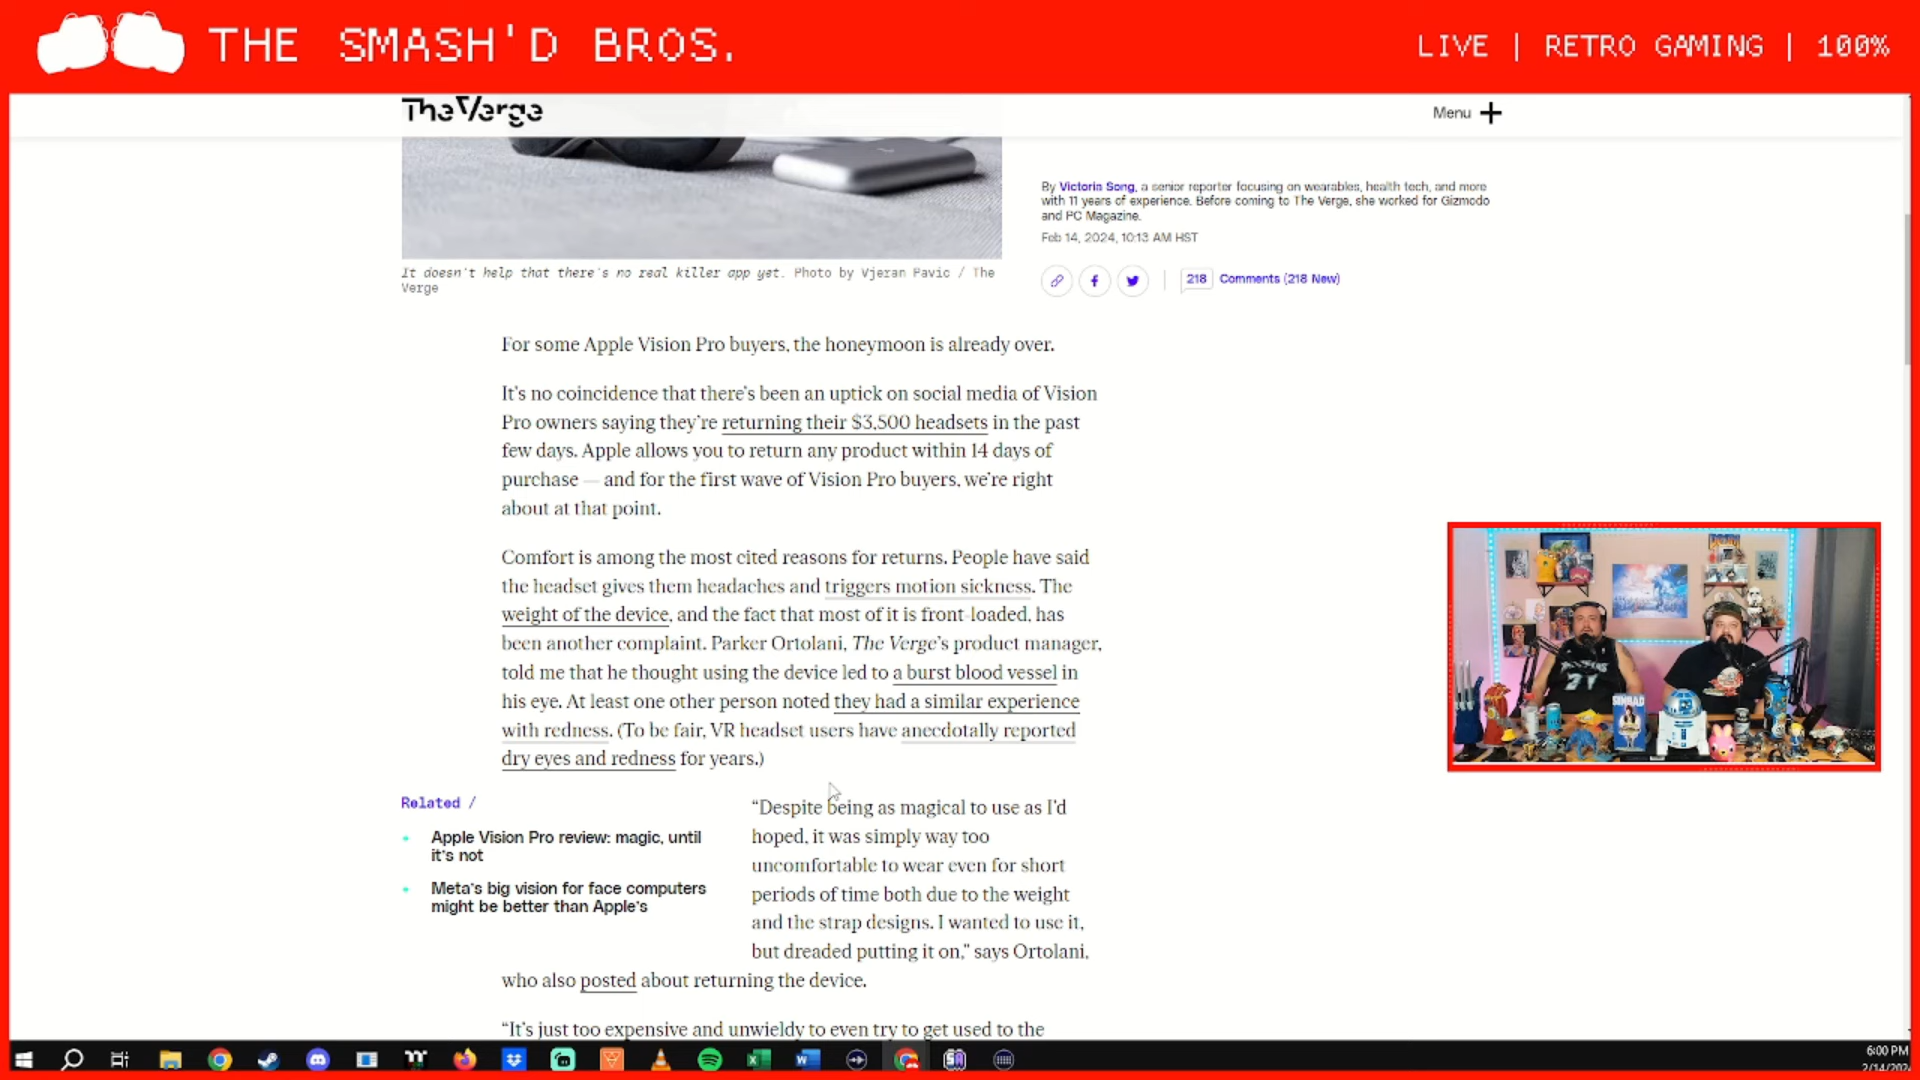 THE SMASH'D BROS.
LIVE | RETRO GAMING | 100%
TheVerge
Menu
By Victoria Song, a senior reporter focusing on wearables, health tech, and more
with 11 years of experience. Before coming to The Verge, she worked for Gizmodo
and PC Magazine.
Feb 14, 2024, 10:13 AM HST
218 Comments (218 New)
It doesn't help that there's no real killer app yet. Photo by Vjeran Pavic / The
Verge
For some Apple Vision Pro buyers, the honeymoon is already over.
It's no coincidence that there's been an uptick on social media of Vision
Pro owners saying they're returning their $3,500 headsets in the past
few days. Apple allows you to return any product within 14 days of
purchase — and for the first wave of Vision Pro buyers, we're right
about at that point.
Comfort is among the most cited reasons for returns. People have said
the headset gives them headaches and triggers motion sickness. The
weight of the device, and the fact that most of it is front-loaded, has
been another complaint. Parker Ortolani, The Verge's product manager,
told me that he thought using the device led to a burst blood vessel in
his eye. At least one other person noted they had a similar experience
with redness. (To be fair, VR headset users have anecdotally reported
dry eyes and redness for years.)
Related /
Apple Vision Pro review: magic, until
it's not
Meta's big vision for face computers
might be better than Apple's
“Despite being as magical to use as I'd
hoped, it was simply way too
uncomfortable to wear even for short
periods of time both due to the weight
and the strap designs. I wanted to use it,
but dreaded putting it on,” says Ortolani,
who also posted about returning the device.
“It's just too expensive and unwieldy to even try to get used to the
DOOM
SINBAD
21
6:00 PM
2/14/202